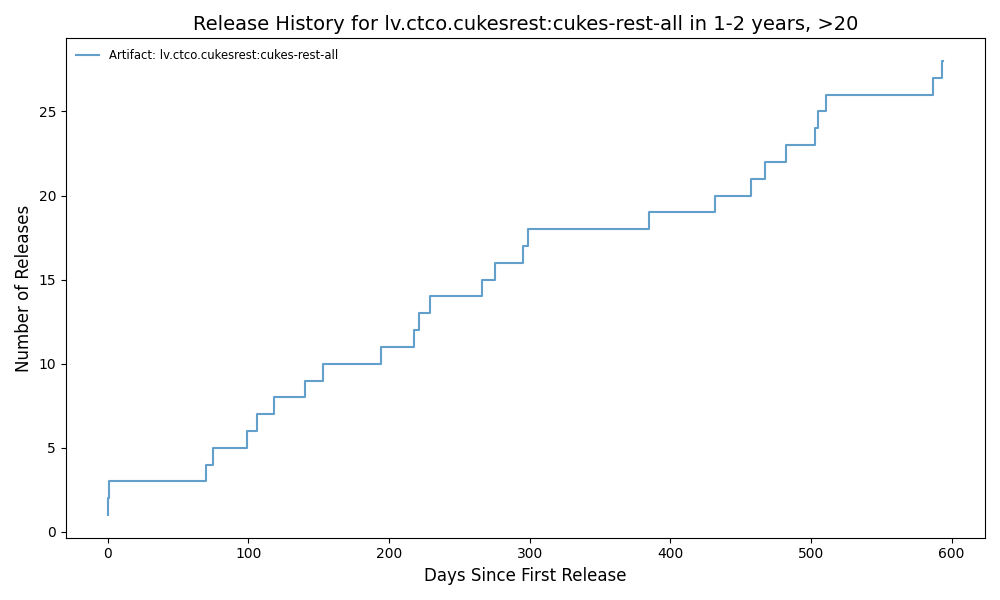 Release History for lv.ctco.cukesrest:cukes-rest-all in 1-2 years, >20
Artifact: lv.ctco.cukesrest:cukes-rest-all
Number of Releases
25
20
15
10
5
0
0 100 200 300 400 500 600
Days Since First Release